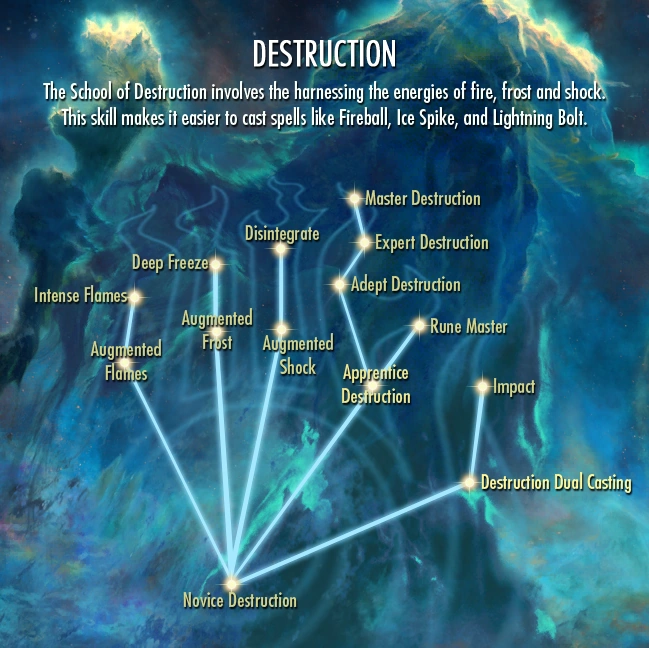 DESTRUCTION
The School of Destruction involves the harnessing the energies of fire, frost and shock.
This skill makes it easier to cast spells like Fireball, Ice Spike, and Lightning Bolt.
Master Destruction
Disintegrate
Expert Destruction
Deep Freeze
Adept Destruction
Intense Flames
Augmented
Frost
Rune Master
Augmented
Shock
Augmented
Flames
Apprentice
Destruction
Impact
Destruction Dual Casting
Novice Destruction